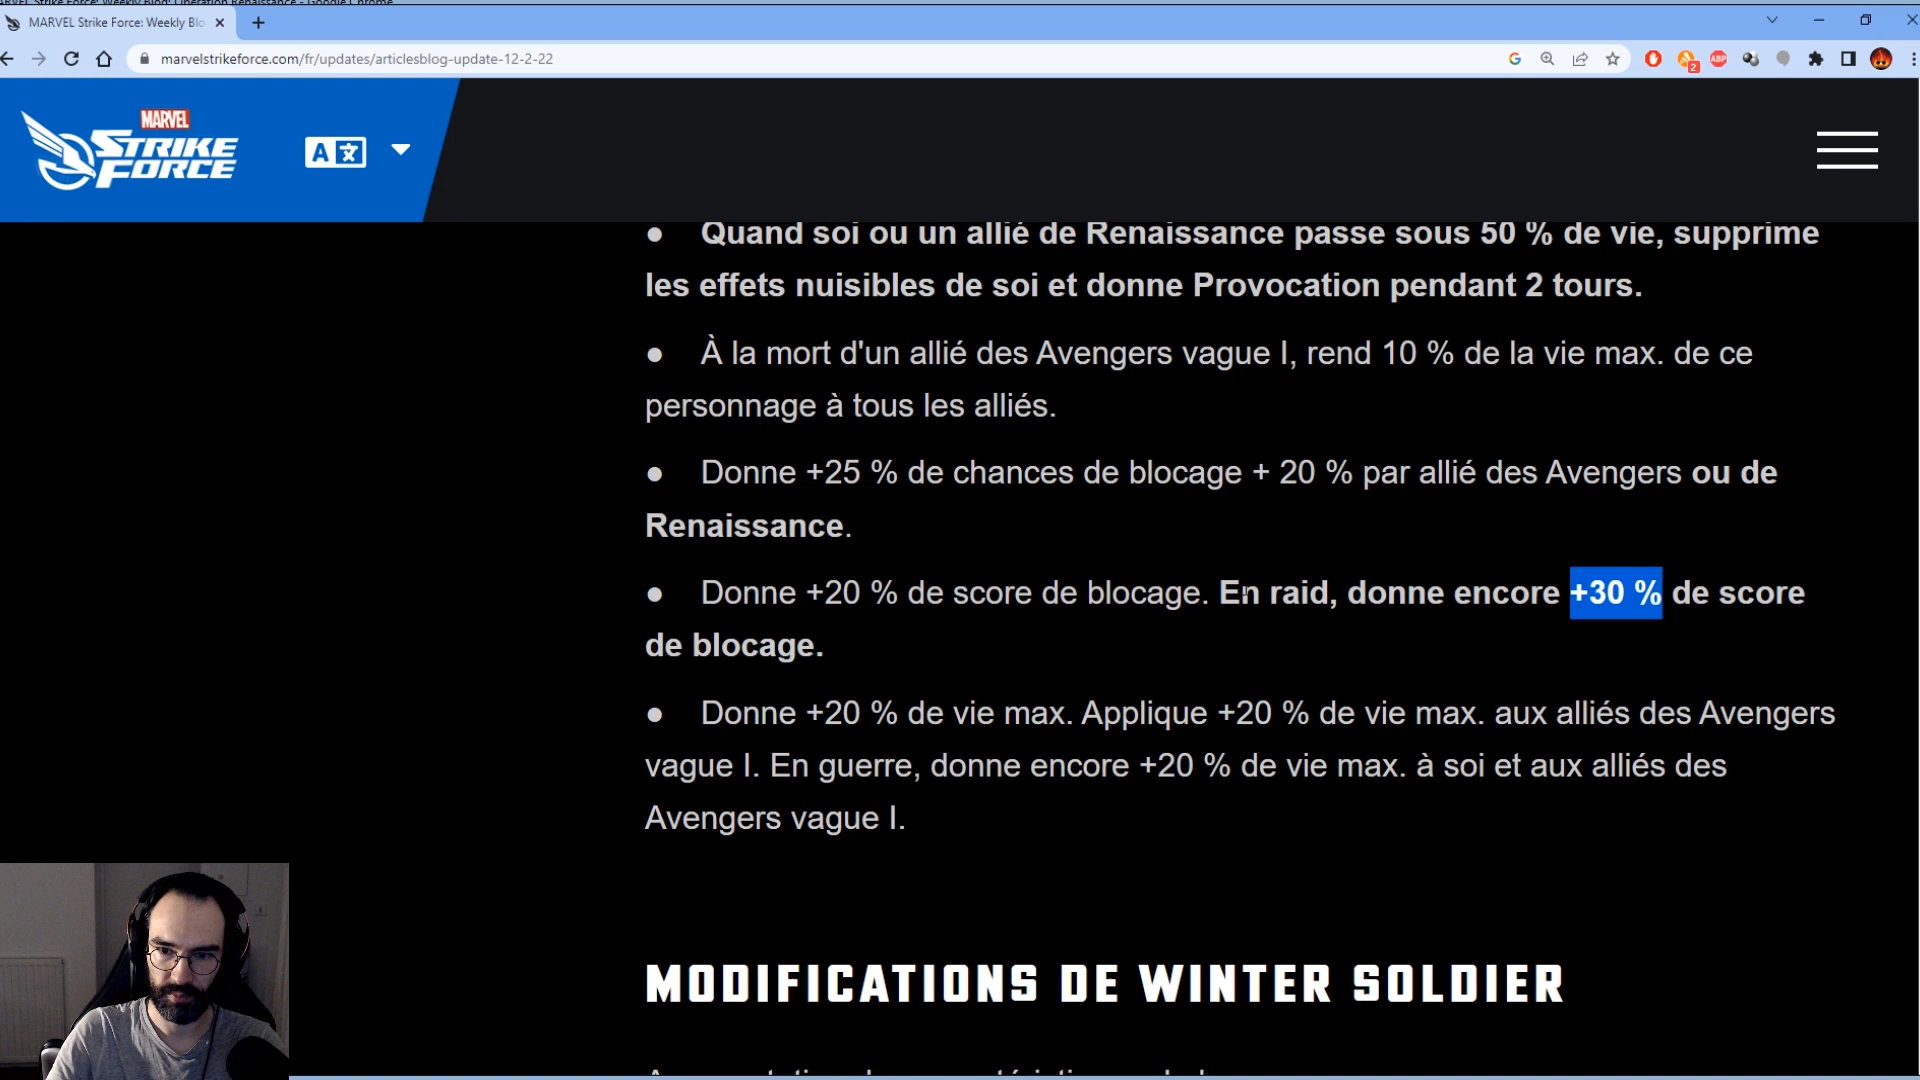 MARVEL Strike Force: Weekly Blog: Opération Renaissance - Google Chrome
MARVEL Strike Force: Weekly Blo
marvelstrikeforce.com/fr/updates/articlesblog-update-12-2-22
2
ABP
MARVEL
STRIKE
FORCE
A 文
● Quand soi ou un allié de Renaissance passe sous 50 % de vie, supprime
les effets nuisibles de soi et donne Provocation pendant 2 tours.
● À la mort d'un allié des Avengers vague I, rend 10 % de la vie max. de ce
personnage à tous les alliés.
● Donne +25 % de chances de blocage + 20 % par allié des Avengers ou de
Renaissance.
● Donne +20 % de score de blocage. En raid, donne encore +30 % de score
de blocage.
● Donne +20 % de vie max. Applique +20 % de vie max. aux alliés des Avengers
vague I. En guerre, donne encore +20 % de vie max. à soi et aux alliés des
Avengers vague I.
MODIFICATIONS DE WINTER SOLDIER